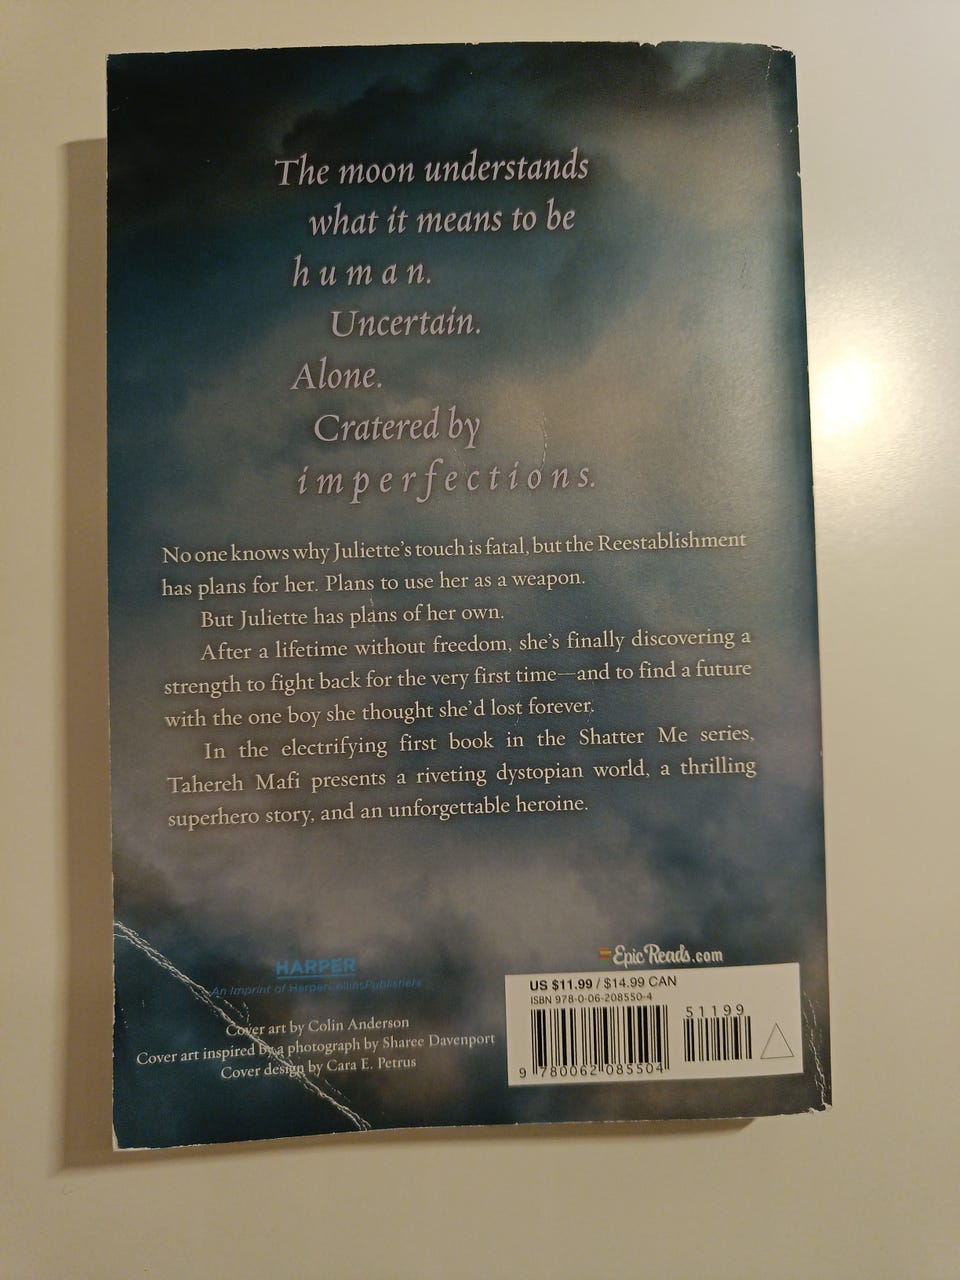 The moon understands
what it means to be
human.
Uncertain.
Alone.
Cratered by
imperfections.
No one knows why Juliette's touch is fatal, but the Reestablishment
has plans for her. Plans to use her as a weapon.
But Juliette has plans of her own.
After a lifetime without freedom, she's finally discovering a
strength to fight back for the very first time—and to find a future
with the one boy she thought she'd lost forever.
In the electrifying first book in the Shatter Me series,
Tahereh Mafi presents a riveting dystopian world, a thrilling
superhero story, and an unforgettable heroine.
HARPER
An Imprint of HarperCollinsPublishers
Cover art by Colin Anderson
Cover art inspired by a photograph by Sharee Davenport
Cover design by Cara E. Petrus
EpicReads.com
US $11.99 / $14.99 CAN
ISBN 978-0-06-208550-4
51199
9 780062 085504